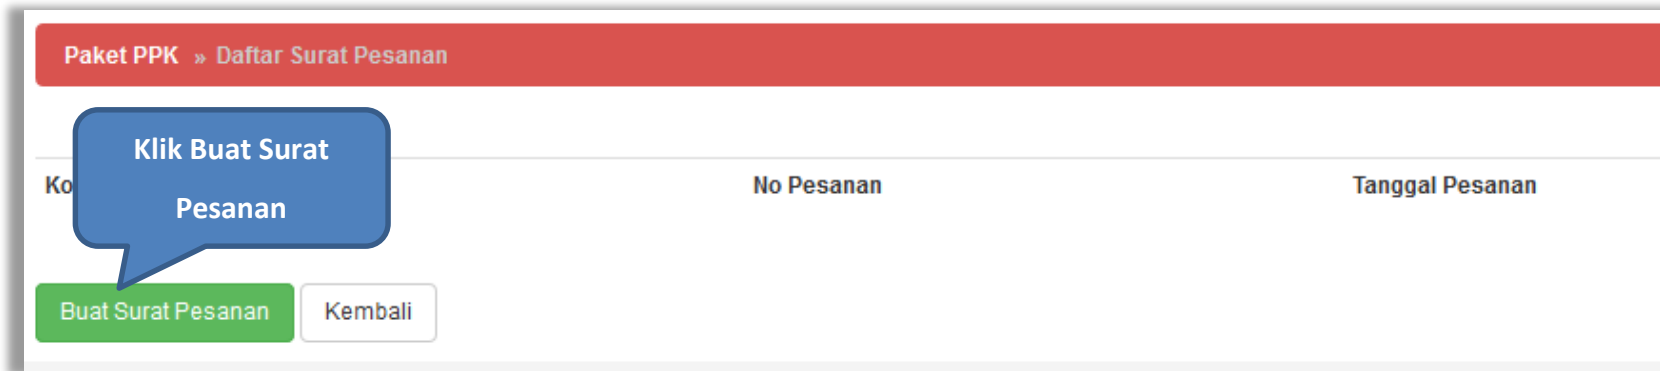 Paket PPK » Daftar Surat Pesanan
Klik Buat Surat
Pesanan
No Pesanan
Tanggal Pesanan
Buat Surat Pesanan
Kembali